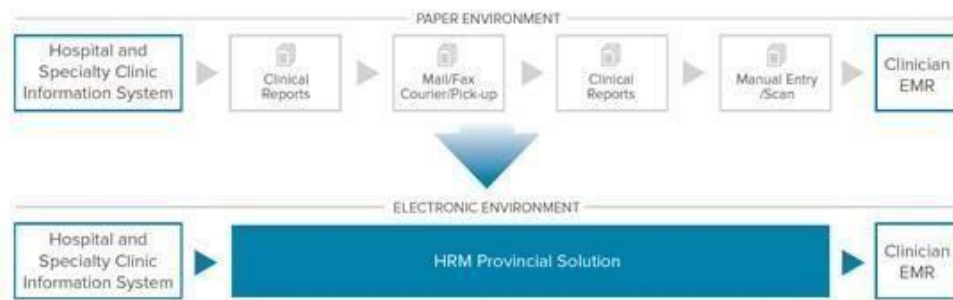 PAPER ENVIRONMENT
Hospital and
Specialty Clinic
Information System
Clinical
Reports
Mail/Fax
Courier/Pick-up
Clinical
Reports
Manual Entry
/Scan
Clinician
EMR
ELECTRONIC ENVIRONMENT
Hospital and
Specialty Clinic
Information System
HRM Provincial Solution
Clinician
EMR